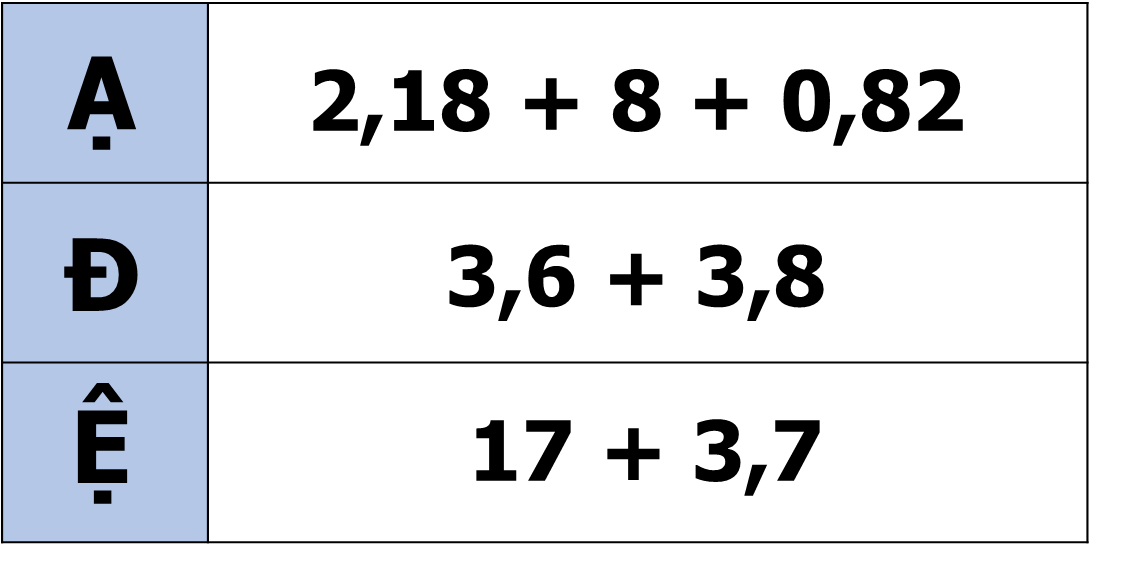 Ạ 2,18 + 8 + 0,82
Đ 3,6 + 3,8
Ệ 17 + 3,7